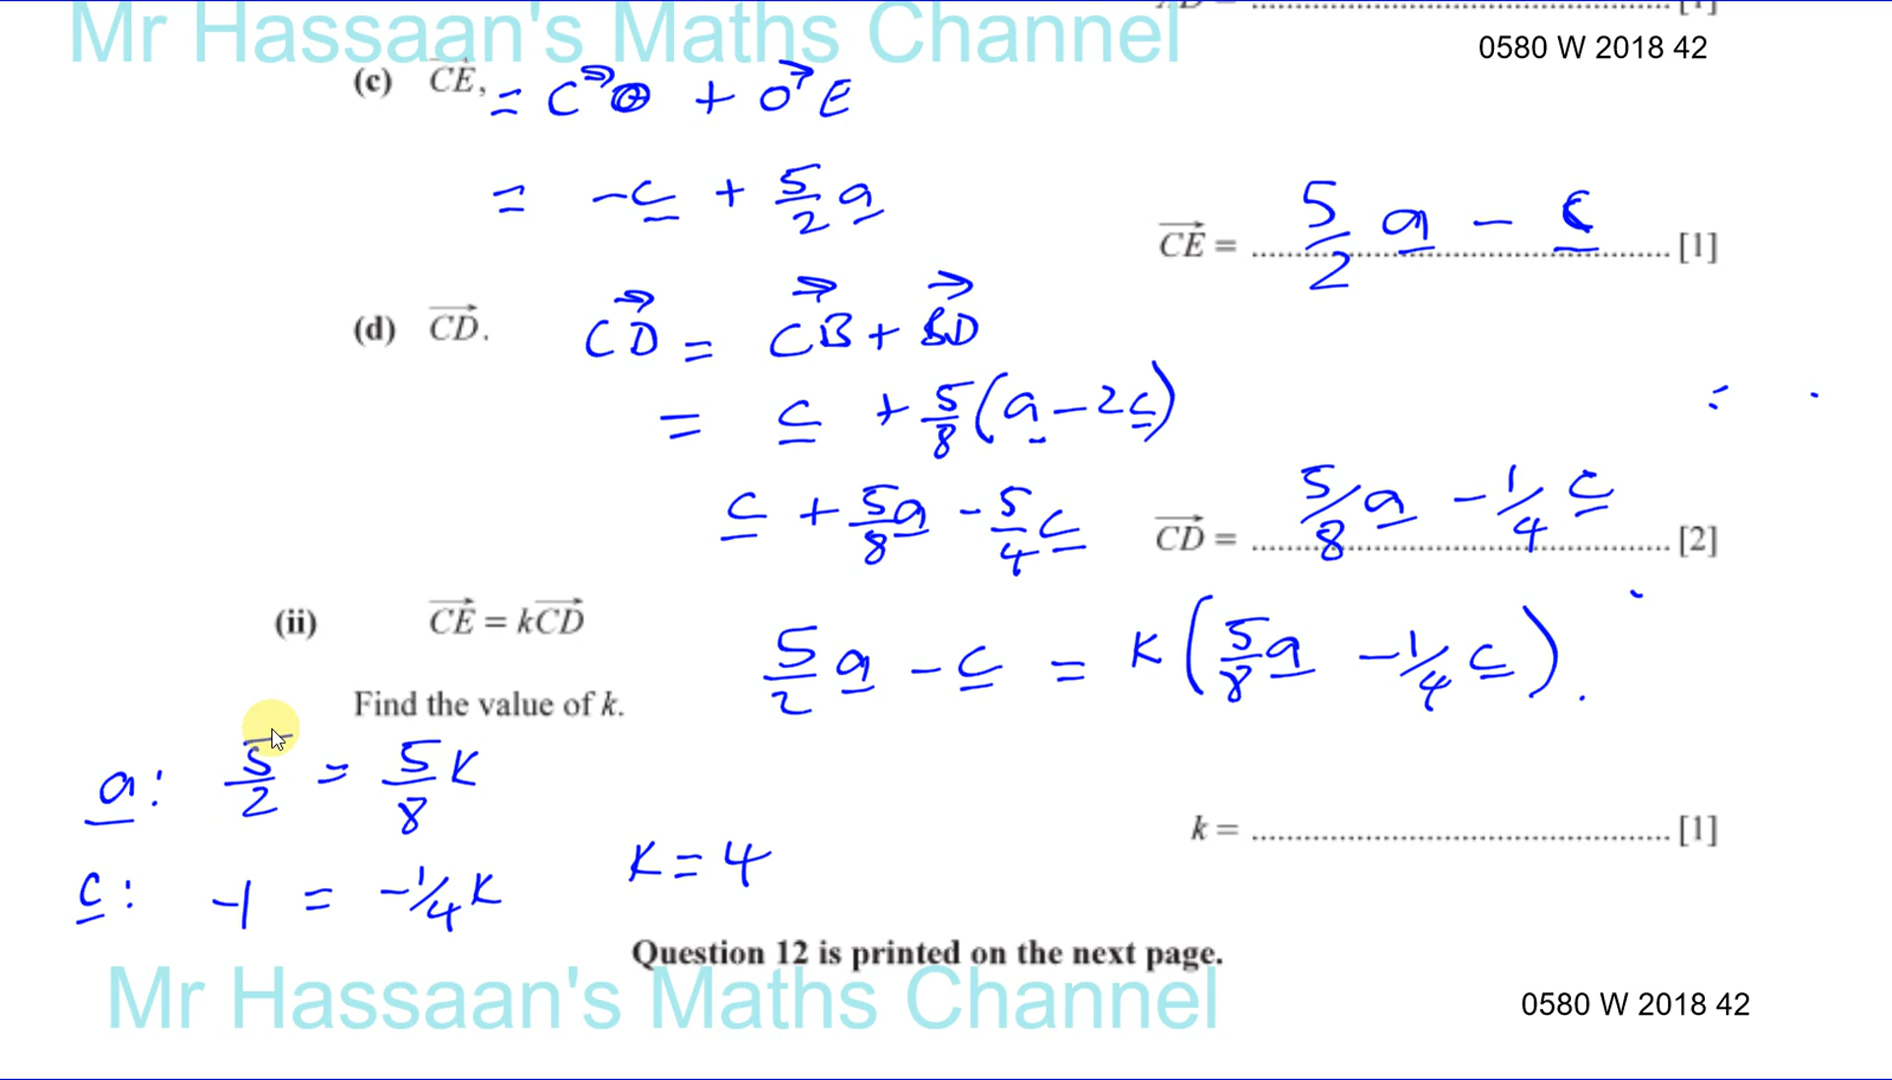 Mr Hassaan's Maths Channel
0580 W 2018 42
(c) CE, = CO + OE
= -c + 5/2 a
CE = 5/2 a - c [1]
(d) CD. CD = CB + BD
= c + 5/8 (a - 2c)
c + 5a/8 - 5/4 c
CD = 5/8 a - 1/4 c [2]
(ii) CE = kCD
5/2 a - c = k (5/8 a - 1/4 c).
Find the value of k.
a: 5/2 = 5/8 K
k = [1]
c: -1 = -1/4 K
K = 4
Question 12 is printed on the next page.
Mr Hassaan's Maths Channel
0580 W 2018 42